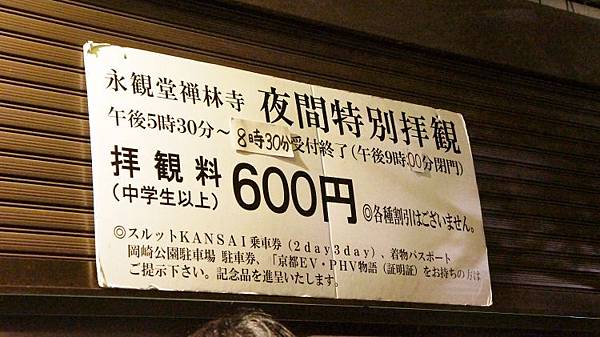 永観堂禅林寺 夜間特別拝観
午後5時30分～8時30分受付終了(午後9時00分閉門)
拝観料 600円 ◎各種割引はございません。
(中学生以上)
◎スルットKANSAI乗車券(2day3day)、着物パスポート
岡崎公園駐車場 駐車券、「京都EV・PHV物語(証明証)をお持ちの方は
ご提示下さい。記念品を進呈いたします。